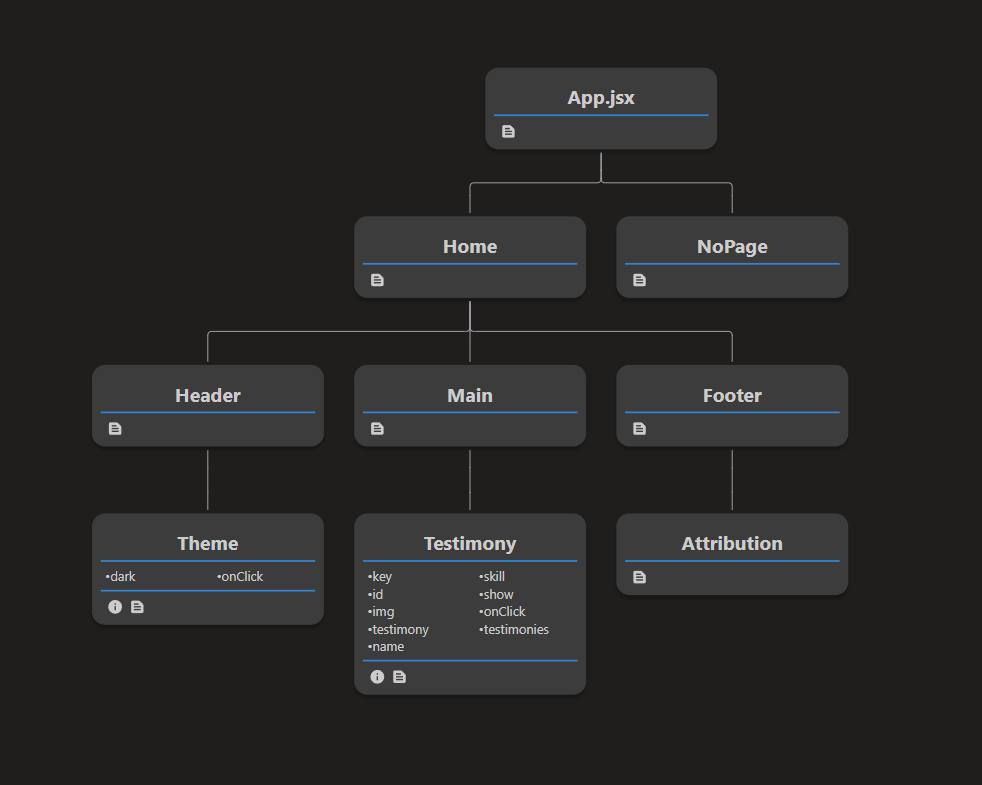 App.jsx
Home
NoPage
Header
Main
Footer
Theme
•dark •onClick
Testimony
•key •skill
•id •show
•img •onClick
•testimony •testimonies
•name
Attribution